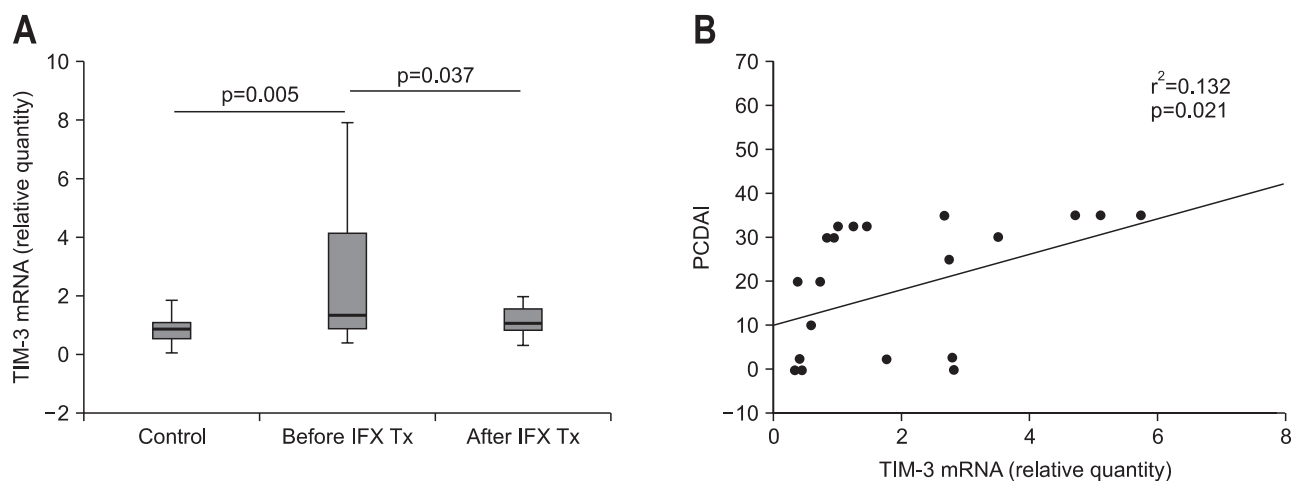 A
TIM-3 mRNA (relative quantity)
10
8
6
4
2
0
−2
p=0.005
p=0.037
Control
Before IFX Tx
After IFX Tx
B
PCDAI
70
60
50
40
30
20
10
0
−10
r²=0.132
p=0.021
0
2
4
6
8
TIM-3 mRNA (relative quantity)